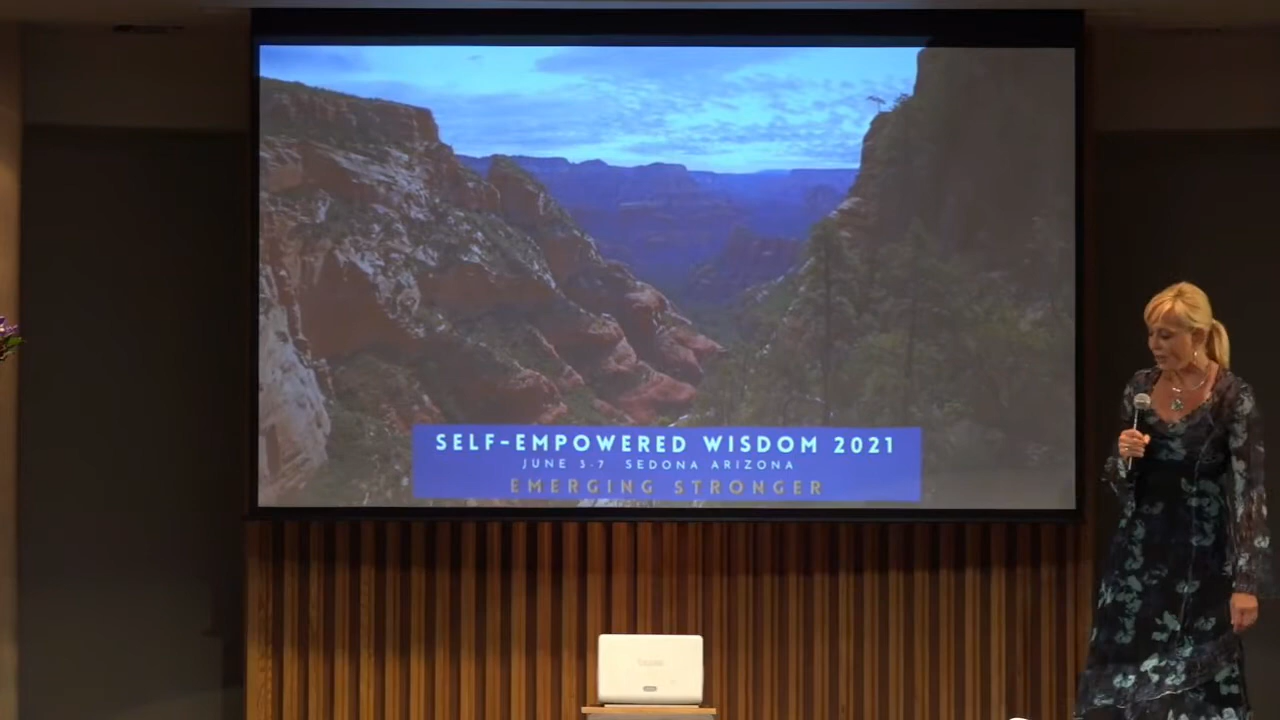 SELF-EMPOWERED WISDOM 2021
JUNE 3-7 SEDONA ARIZONA
EMERGING STRONGER